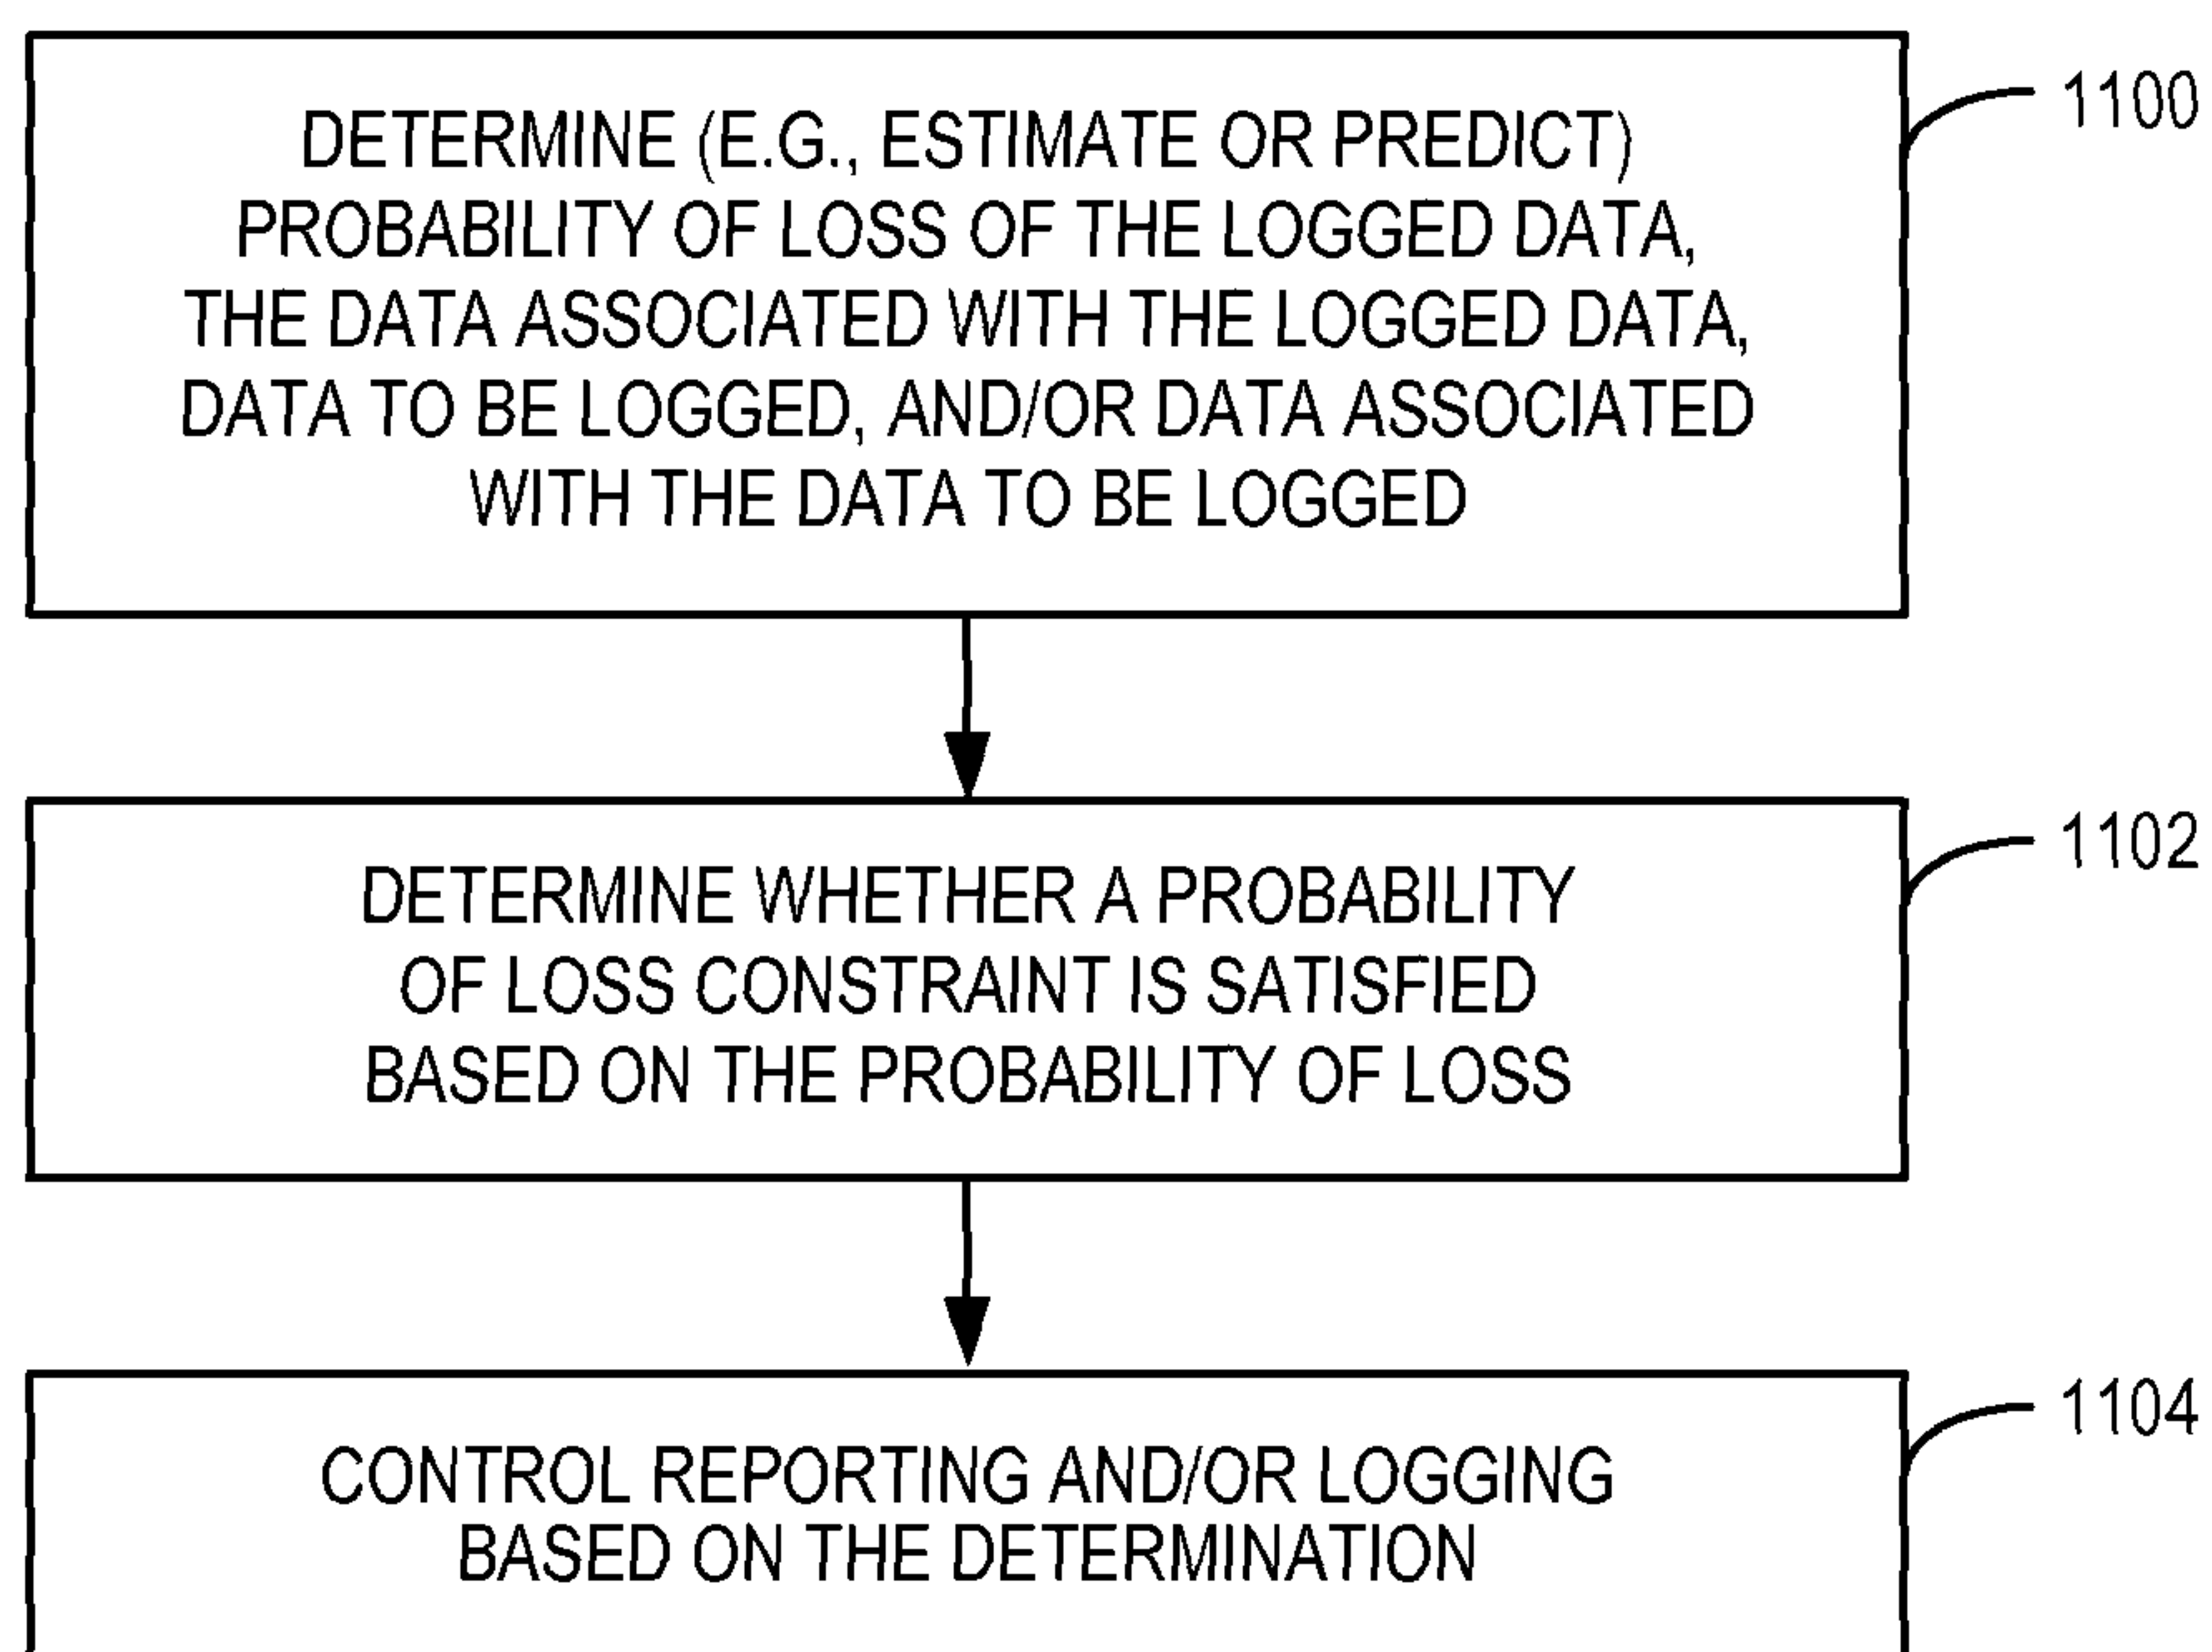 DETERMINE (E.G., ESTIMATE OR PREDICT)
PROBABILITY OF LOSS OF THE LOGGED DATA,
THE DATA ASSOCIATED WITH THE LOGGED DATA,
DATA TO BE LOGGED, AND/OR DATA ASSOCIATED
WITH THE DATA TO BE LOGGED
1100
DETERMINE WHETHER A PROBABILITY
OF LOSS CONSTRAINT IS SATISFIED
BASED ON THE PROBABILITY OF LOSS
1102
CONTROL REPORTING AND/OR LOGGING
BASED ON THE DETERMINATION
1104